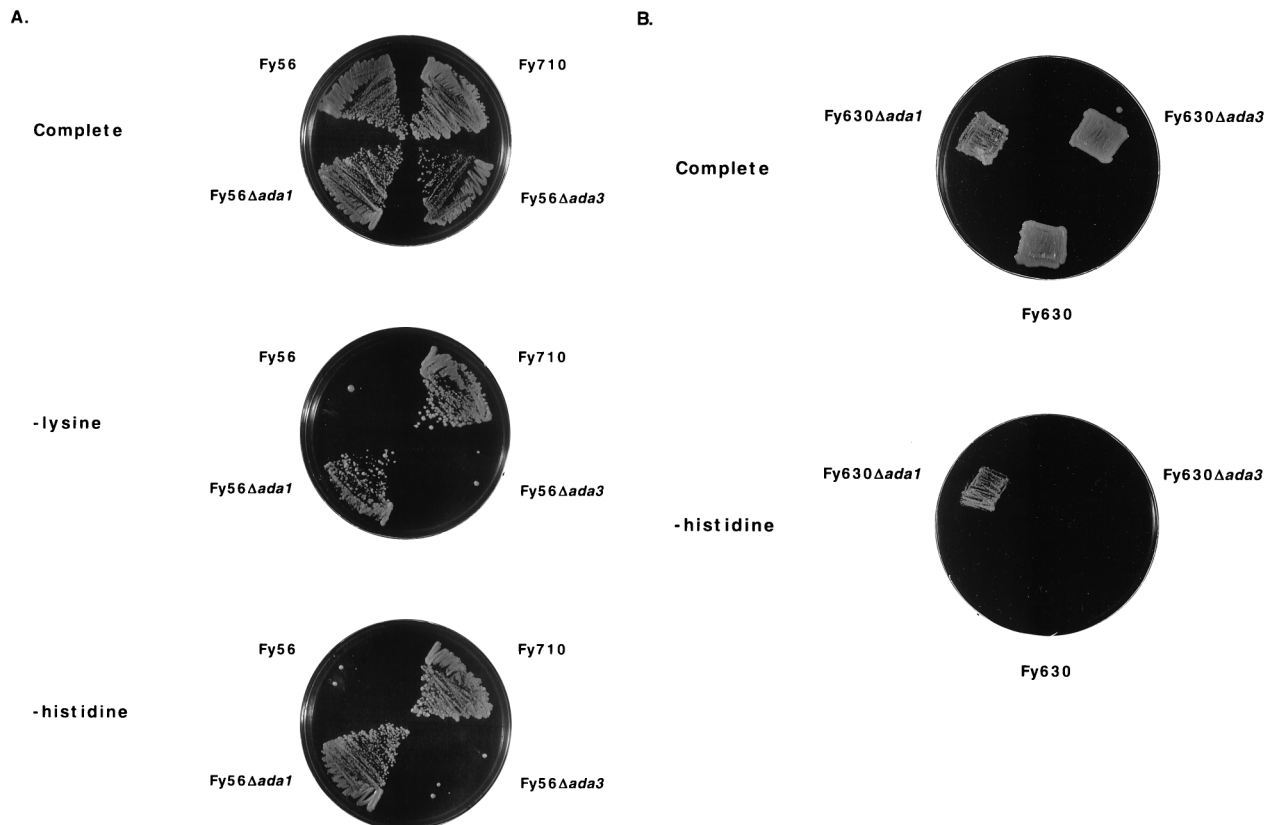 A.
Fy56 Fy710
Complete
Fy56Δada1 Fy56Δada3
Fy56 Fy710
-lysine
Fy56Δada1 Fy56Δada3
Fy56 Fy710
-histidine
Fy56Δada1 Fy56Δada3
B.
Fy630Δada1 Fy630Δada3
Complete
Fy630
Fy630Δada1 Fy630Δada3
-histidine
Fy630